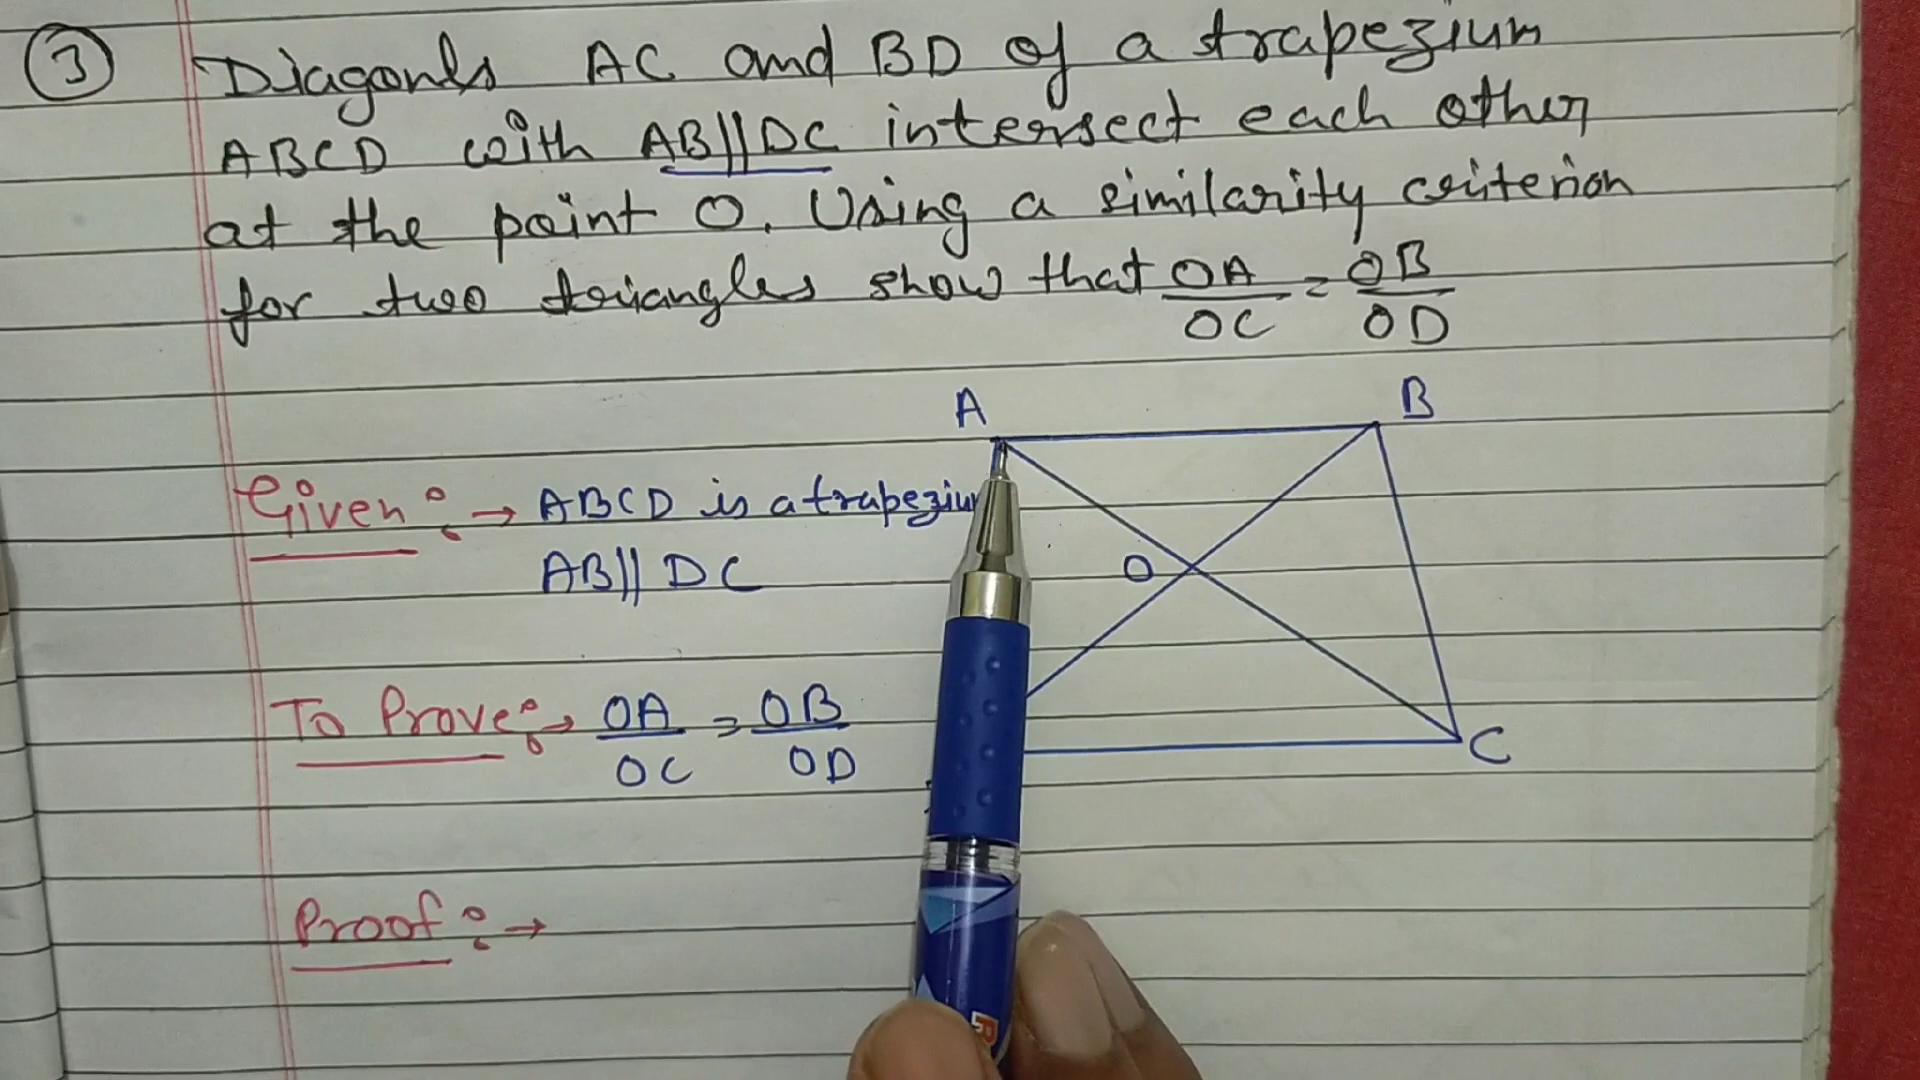 3 Diagonls AC and BD of a trapezium
ABCD with AB||DC intersect each other
at the point O. Using a similarity criterion
for two triangles show that OA/OC = OB/OD
A B
Given :→ ABCD is a trapezium
AB||DC
O
To Prove :→ OA/OC = OB/OD
C
Proof :→